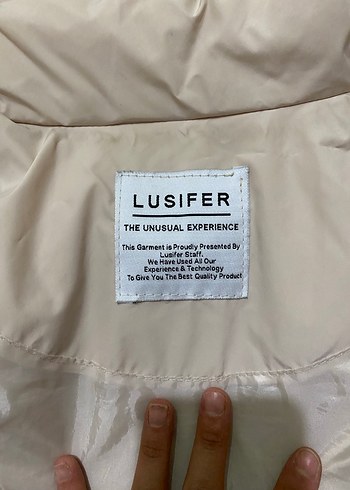 LUSIFER
THE UNUSUAL EXPERIENCE
This Garment is Proudly Presented By
Lusifer Staff.
We Have Used All Our
Experience & Technology
To Give You The Best Quality Product